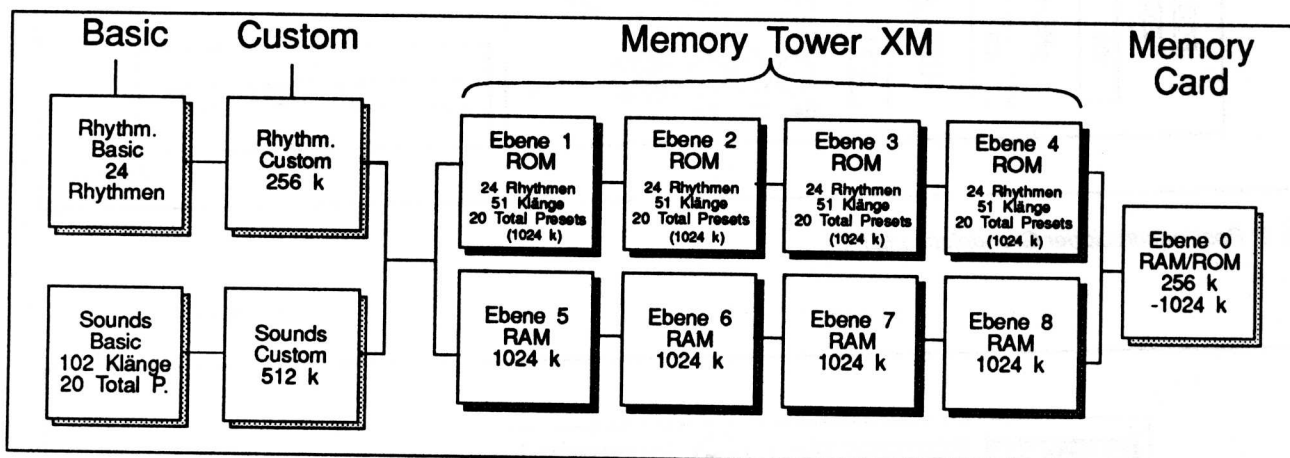 Basic
Custom
Memory Tower XM
Memory
Card
Rhythm.
Basic
24
Rhythmen
Rhythm.
Custom
256 k
Ebene 1
ROM
24 Rhythmen
51 Klänge
20 Total Presets
(1024 k)
Ebene 2
ROM
24 Rhythmen
51 Klänge
20 Total Presets
(1024 k)
Ebene 3
ROM
24 Rhythmen
51 Klänge
20 Total Presets
(1024 k)
Ebene 4
ROM
24 Rhythmen
51 Klänge
20 Total Presets
(1024 k)
Ebene 0
RAM/ROM
256 k
-1024 k
Sounds
Basic
102 Klänge
20 Total P.
Sounds
Custom
512 k
Ebene 5
RAM
1024 k
Ebene 6
RAM
1024 k
Ebene 7
RAM
1024 k
Ebene 8
RAM
1024 k